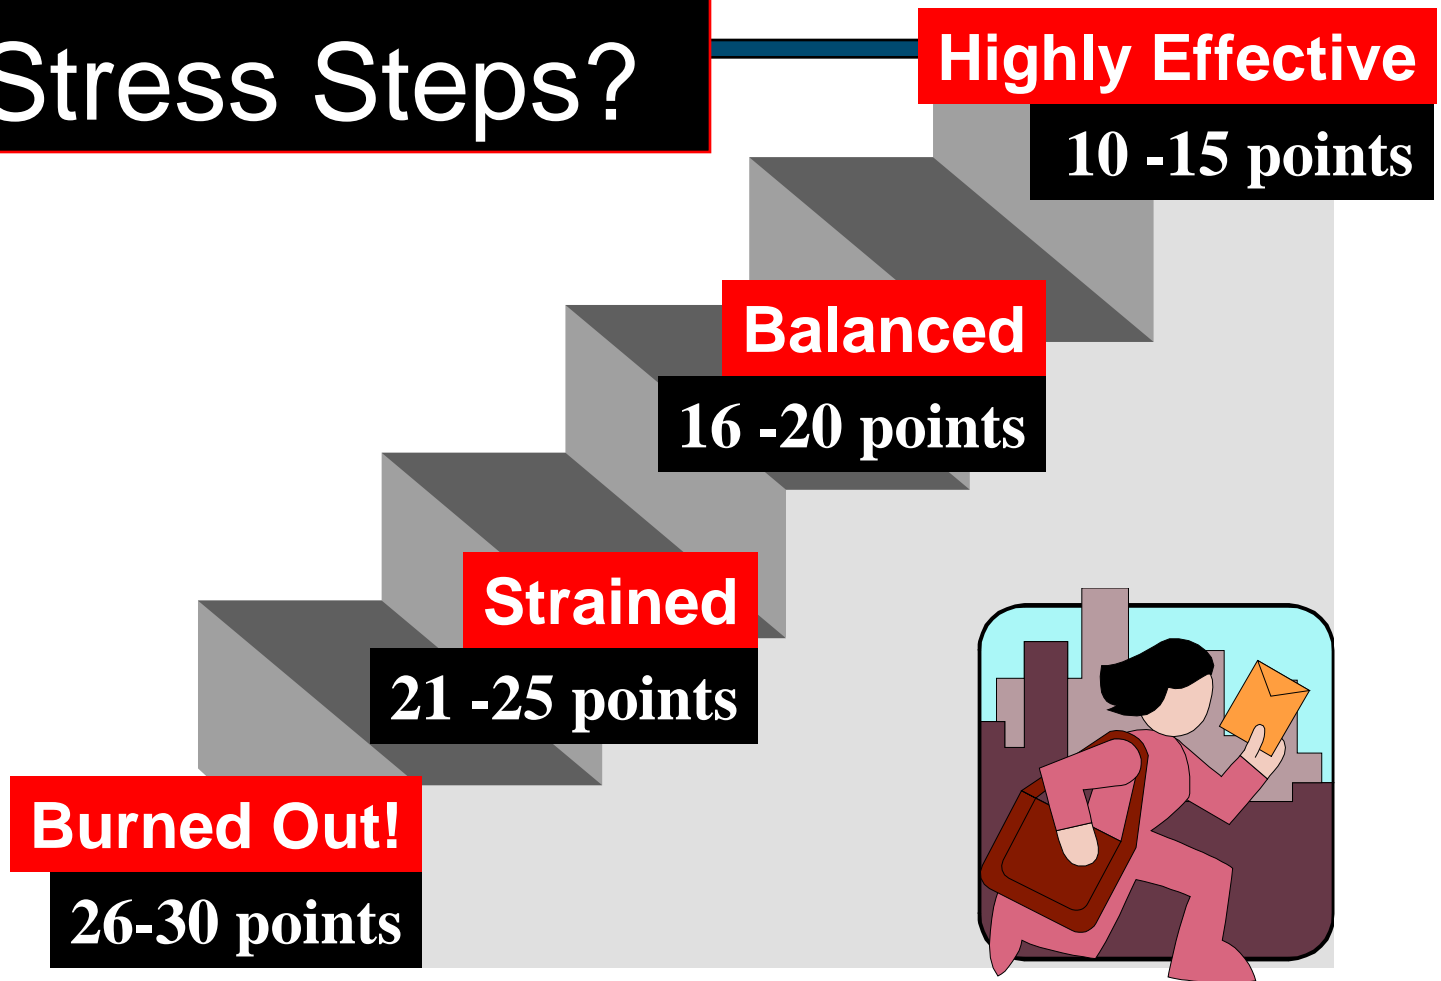 Stress Steps?
Highly Effective
10 -15 points
Balanced
16 -20 points
Strained
21 -25 points
Burned Out!
26-30 points